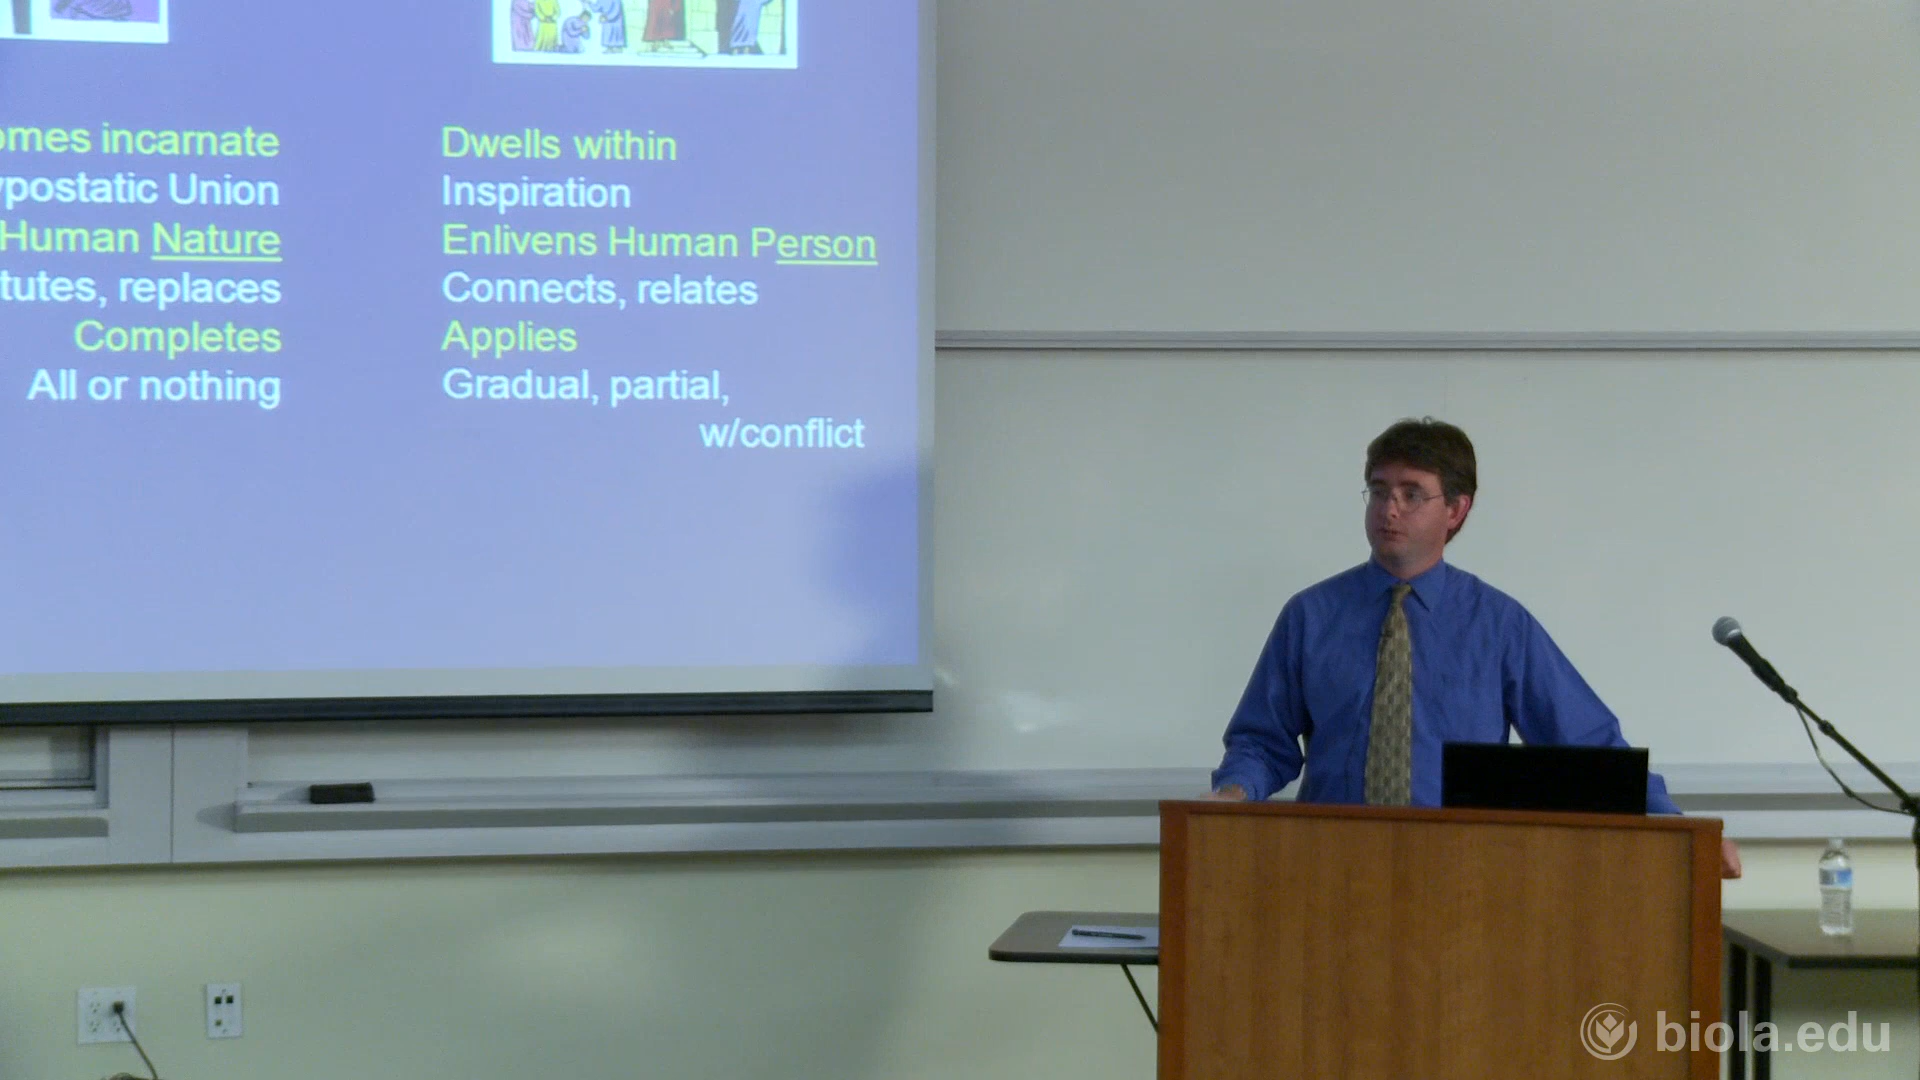 omes incarnate
ypostatic Union
Human Nature
tutes, replaces
Completes
All or nothing
Dwells within
Inspiration
Enlivens Human Person
Connects, relates
Applies
Gradual, partial,
w/conflict
biola.edu